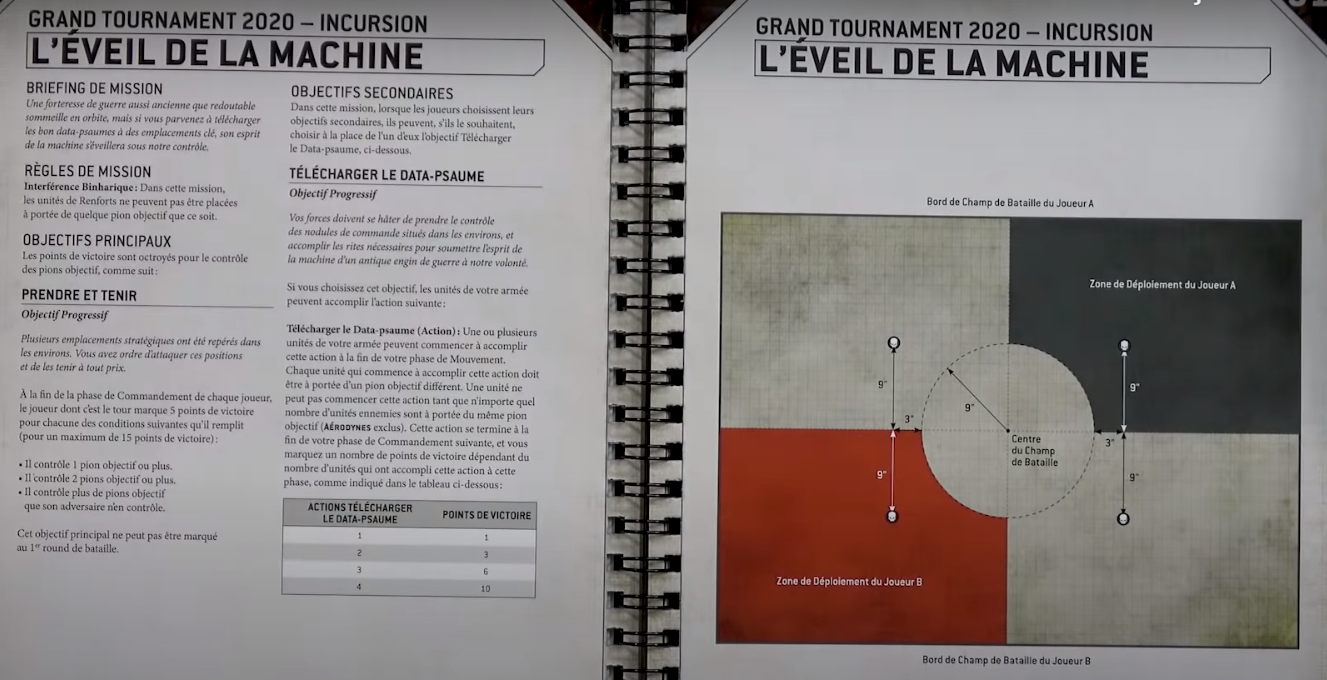 GRAND TOURNAMENT 2020 – INCURSION
L'ÉVEIL DE LA MACHINE
BRIEFING DE MISSION
Une forteresse de guerre aussi ancienne que redoutable
sommeille en orbite, mais si vous parvenez à télécharger
les bon data-psaumes à des emplacements clé, son esprit
de la machine s'éveillera sous notre contrôle.
RÈGLES DE MISSION
Interférence Binharique : Dans cette mission,
les unités de Renforts ne peuvent pas être placées
à portée de quelque pion objectif que ce soit.
OBJECTIFS PRINCIPAUX
Les points de victoire sont octroyés pour le contrôle
des pions objectif, comme suit :
PRENDRE ET TENIR
Objectif Progressif
Plusieurs emplacements stratégiques ont été repérés dans
les environs. Vous avez ordre d'attaquer ces positions
et de les tenir à tout prix.
À la fin de la phase de Commandement de chaque joueur,
le joueur dont c'est le tour marque 5 points de victoire
pour chacune des conditions suivantes qu'il remplit
(pour un maximum de 15 points de victoire) :
• Il contrôle 1 pion objectif ou plus.
• Il contrôle 2 pions objectif ou plus.
• Il contrôle plus de pions objectif
que son adversaire n'en contrôle.
Cet objectif principal ne peut pas être marqué
au 1er round de bataille.
OBJECTIFS SECONDAIRES
Dans cette mission, lorsque les joueurs choisissent leurs
objectifs secondaires, ils peuvent, s'ils le souhaitent,
choisir à la place de l'un d'eux l'objectif Télécharger
le Data-psaume, ci-dessous.
TÉLÉCHARGER LE DATA-PSAUME
Objectif Progressif
Vos forces doivent se hâter de prendre le contrôle
des nodules de commande situés dans les environs, et
accomplir les rites nécessaires pour soumettre l'esprit de
la machine d'un antique engin de guerre à notre volonté.
Si vous choisissez cet objectif, les unités de votre armée
peuvent accomplir l'action suivante :
Télécharger le Data-psaume (Action) : Une ou plusieurs
unités de votre armée peuvent commencer à accomplir
cette action à la fin de votre phase de Mouvement.
Chaque unité qui commence à accomplir cette action doit
être à portée d'un pion objectif différent. Une unité ne
peut pas commencer cette action tant que n'importe quel
nombre d'unités ennemies sont à portée du même pion
objectif (AÉRODYNES exclus). Cette action se termine à la
fin de votre phase de Commandement suivante, et vous
marquez un nombre de points de victoire dépendant du
nombre d'unités qui ont accompli cette action à cette
phase, comme indiqué dans le tableau ci-dessous :
ACTIONS TÉLÉCHARGER
LE DATA-PSAUME
POINTS DE VICTOIRE
1 1
2 3
3 6
4 10
GRAND TOURNAMENT 2020 – INCURSION
L'ÉVEIL DE LA MACHINE
Bord de Champ de Bataille du Joueur A
Zone de Déploiement du Joueur A
9"
9"
9"
3"
3"
Centre
du Champ
de Bataille
9"
9"
Zone de Déploiement du Joueur B
Bord de Champ de Bataille du Joueur B